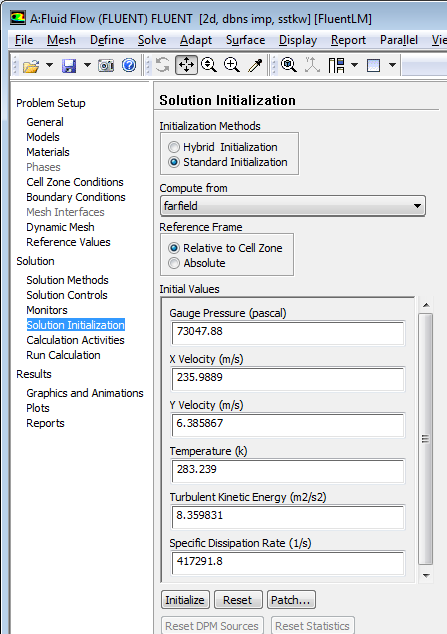 A:Fluid Flow (FLUENT) FLUENT [2d, dbns imp, sstkw] [FluentLM]
File Mesh Define Solve Adapt Surface Display Report Parallel Vie
Problem Setup
General
Models
Materials
Phases
Cell Zone Conditions
Boundary Conditions
Mesh Interfaces
Dynamic Mesh
Reference Values
Solution
Solution Methods
Solution Controls
Monitors
Solution Initialization
Calculation Activities
Run Calculation
Results
Graphics and Animations
Plots
Reports
Solution Initialization
Initialization Methods
Hybrid Initialization
Standard Initialization
Compute from
farfield
Reference Frame
Relative to Cell Zone
Absolute
Initial Values
Gauge Pressure (pascal)
73047.88
X Velocity (m/s)
235.9889
Y Velocity (m/s)
6.385867
Temperature (k)
283.239
Turbulent Kinetic Energy (m2/s2)
8.359831
Specific Dissipation Rate (1/s)
417291.8
Initialize Reset Patch...
Reset DPM Sources Reset Statistics